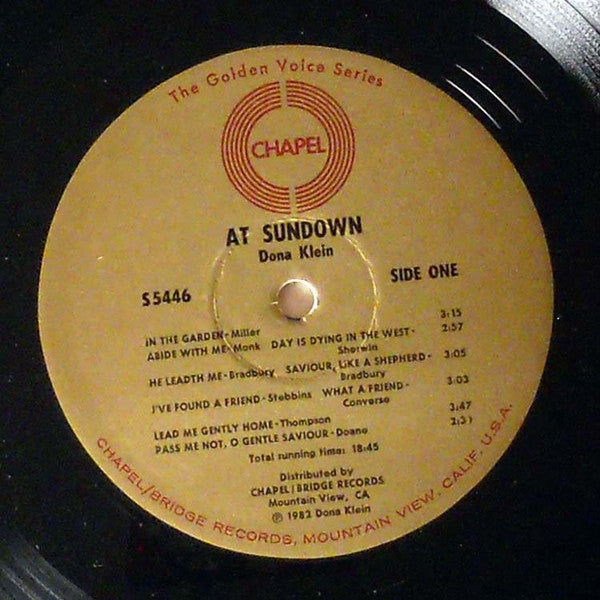 The Golden Voice Series
CHAPEL
AT SUNDOWN
Dona Klein
S5446
SIDE ONE
IN THE GARDEN-Miller 3:15
ABIDE WITH ME-Monk DAY IS DYING IN THE WEST- 2:57
Sherwin
HE LEADTH ME-Bradbury SAVIOUR, LIKE A SHEPHERD- 3:05
Bradbury
I'VE FOUND A FRIEND-Stebbins WHAT A FRIEND- 3:03
Converse
LEAD ME GENTLY HOME-Thompson 3:47
PASS ME NOT, O GENTLE SAVIOUR-Doane
Total running time: 18:45
Distributed by
CHAPEL/BRIDGE RECORDS
Mountain View, CA
℗ 1982 Dona Klein
CHAPEL/BRIDGE RECORDS, MOUNTAIN VIEW, CALIF. U.S.A.